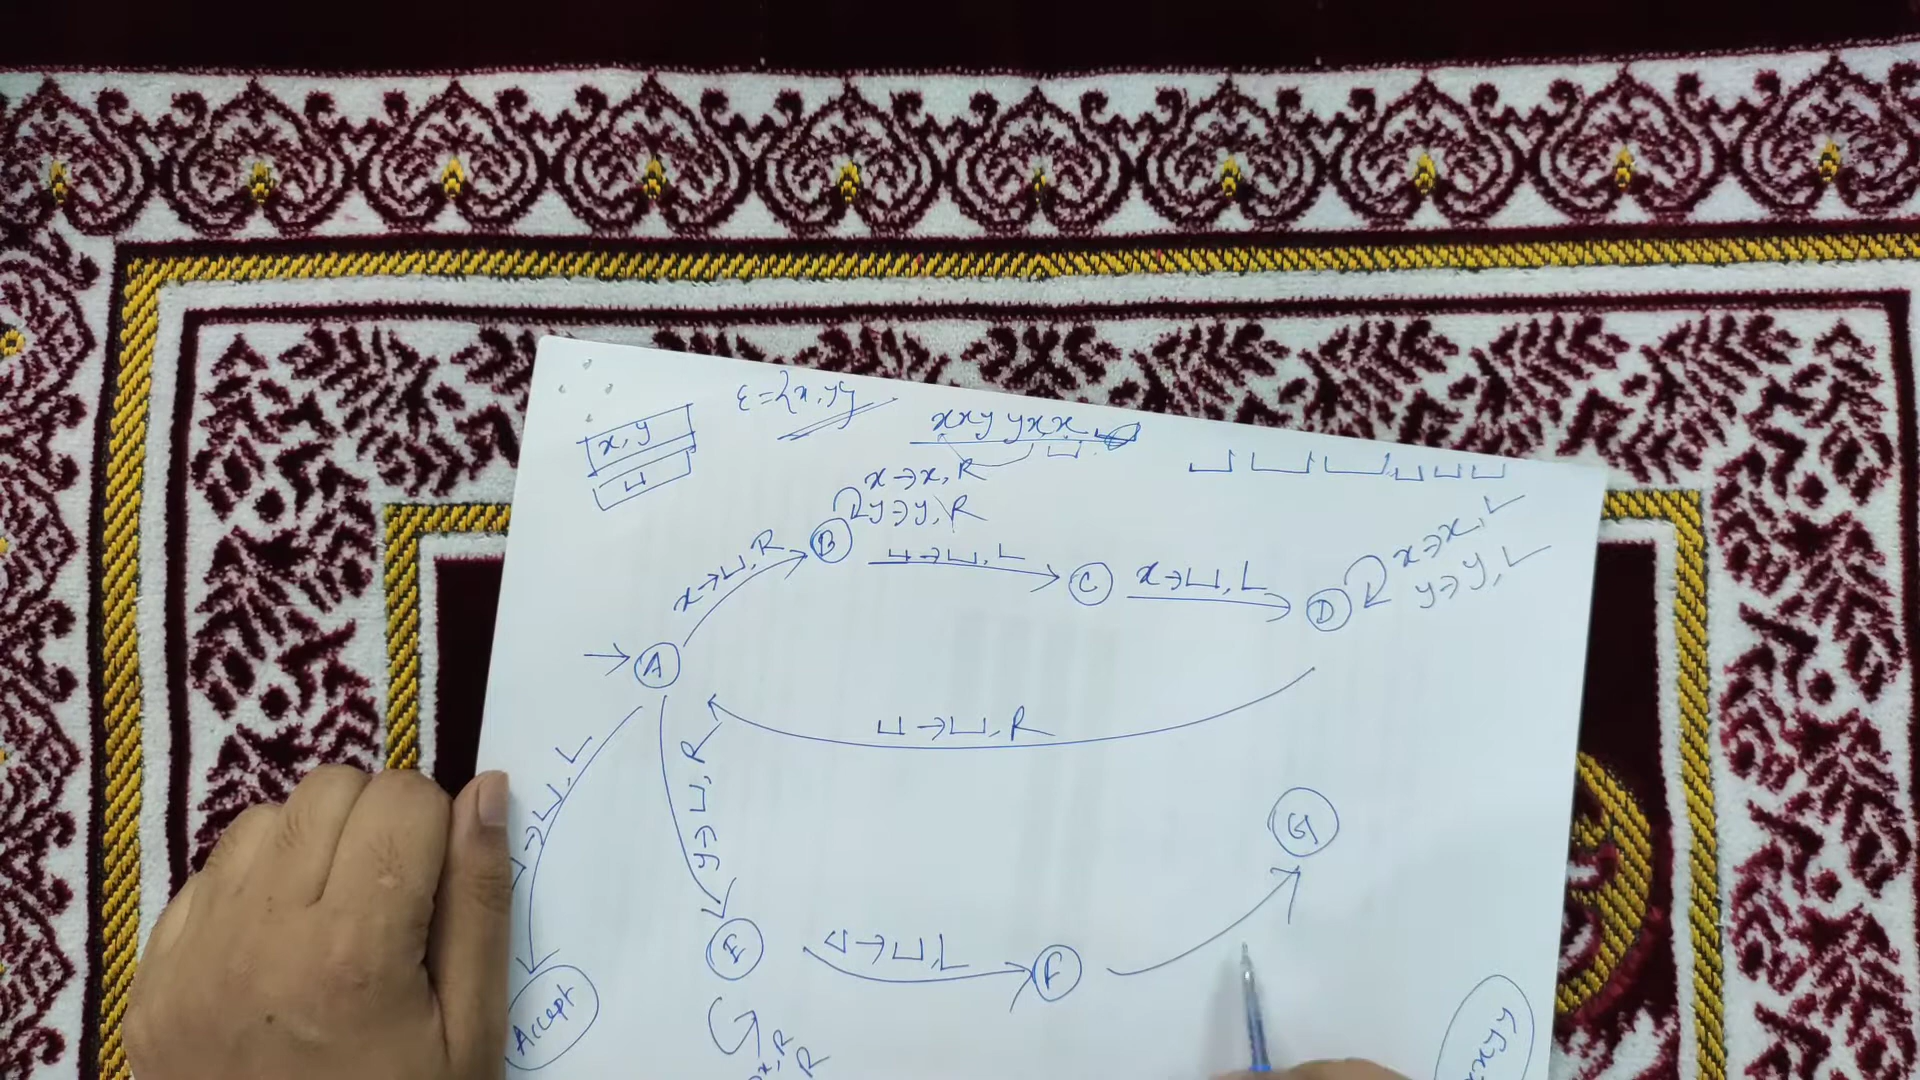 Ɛ={x,y}
x,y
⊔
xxyyxx⊔
⊔
⊔ ⊔ ⊔ ⊔ ⊔ ⊔
x→x,R
y→y,R
B
x→⊔,R
⊔→⊔,L
C
x→⊔,L
D
x→x,L
y→y,L
A
⊔→⊔,R
→⊔,L
y→⊔,R
G
E
⊔→⊔,L
F
Accept
x,R
R